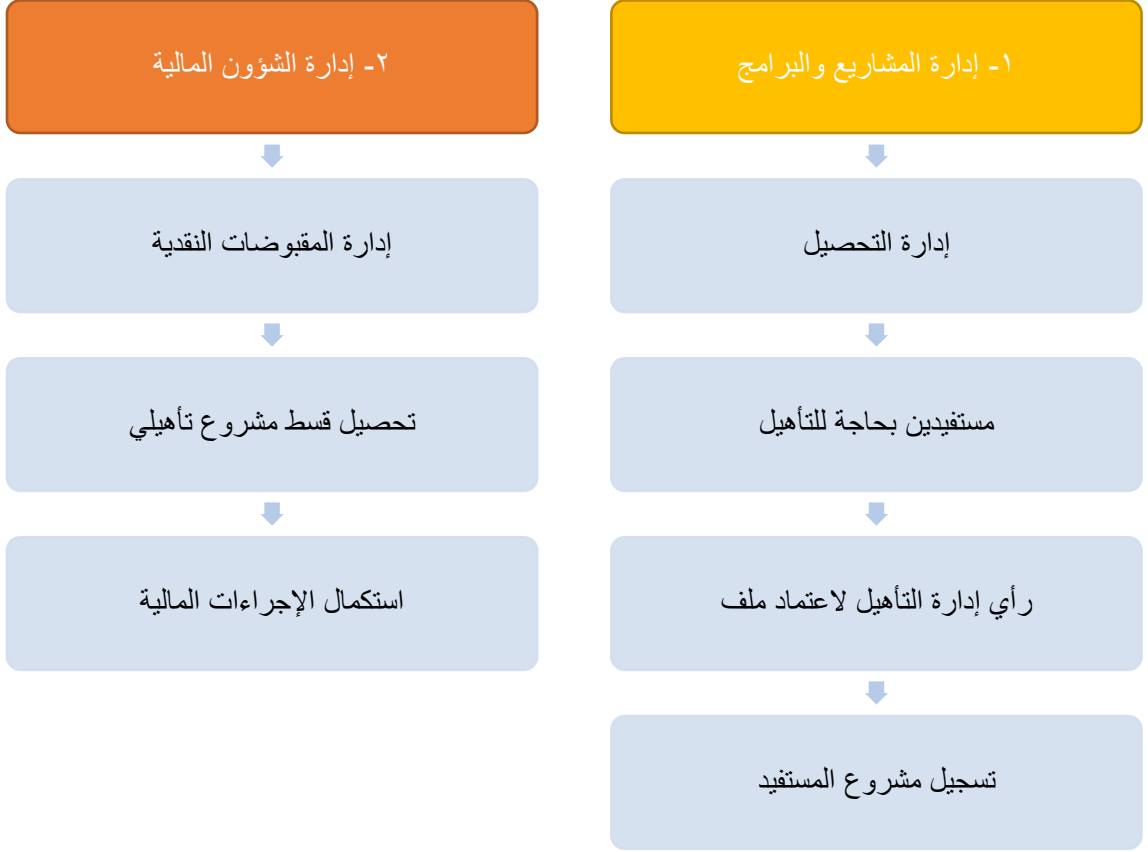 ١- إدارة المشاريع والبرامج
إدارة التحصيل
مستفيدين بحاجة للتأهيل
رأي إدارة التأهيل لاعتماد ملف
تسجيل مشروع المستفيد
٢- إدارة الشؤون المالية
إدارة المقبوضات النقدية
تحصيل قسط مشروع تأهيلي
استكمال الإجراءات المالية